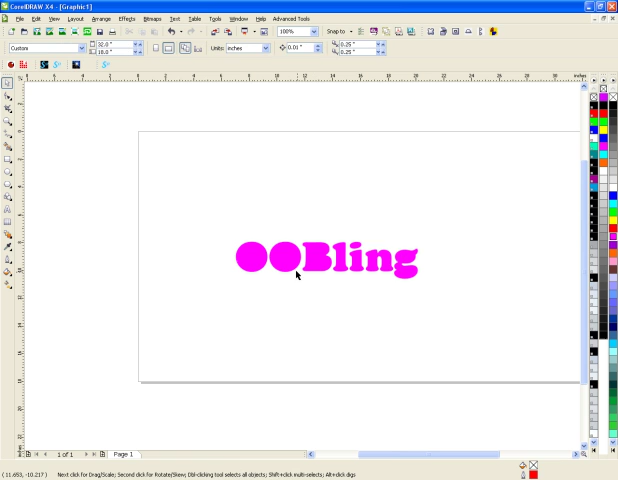 CorelDRAW X4 - [Graphic1]
File Edit View Layout Arrange Effects Bitmaps Text Table Tools Window Help Advanced Tools
100% Snap to
Custom 32.0 " 18.0 " Units: inches 0.01 " 0.25 " 0.25 "
inches
OOBling
1 of 1 Page 1
( 11.653, -10.217 ) Next click for Drag/Scale; Second click for Rotate/Skew; Dbl-clicking tool selects all objects; Shift+click multi-selects; Alt+click digs